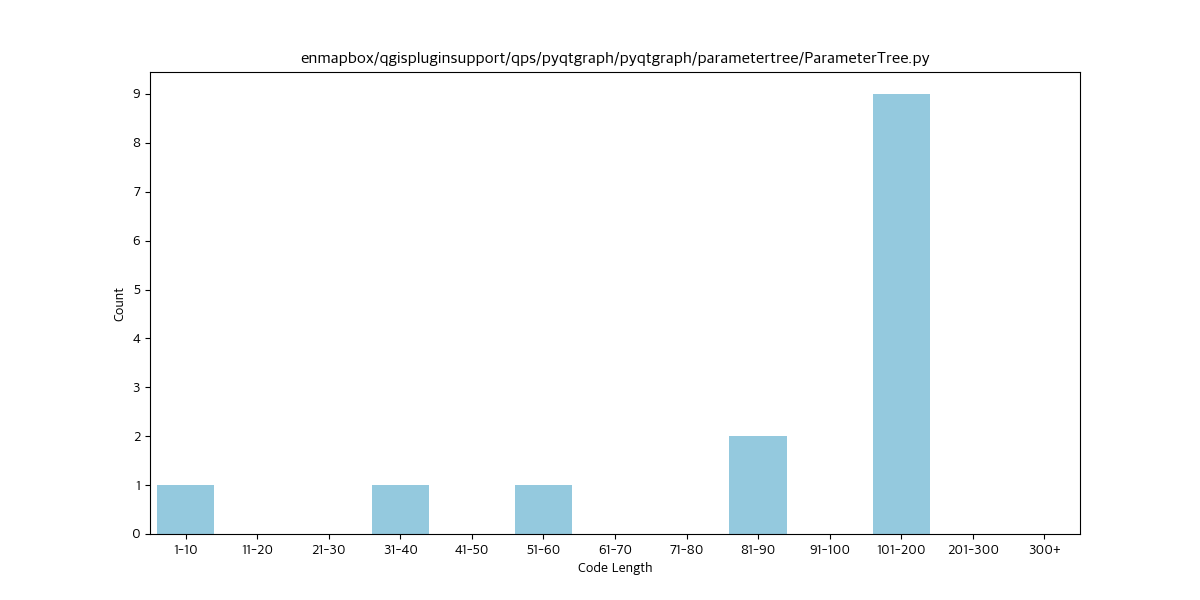 enmapbox/qgispluginsupport/qps/pyqtgraph/pyqtgraph/parametertree/ParameterTree.py
9
8
7
6
5
4
3
2
1
0
Count
1-10 11-20 21-30 31-40 41-50 51-60 61-70 71-80 81-90 91-100 101-200 201-300 300+
Code Length